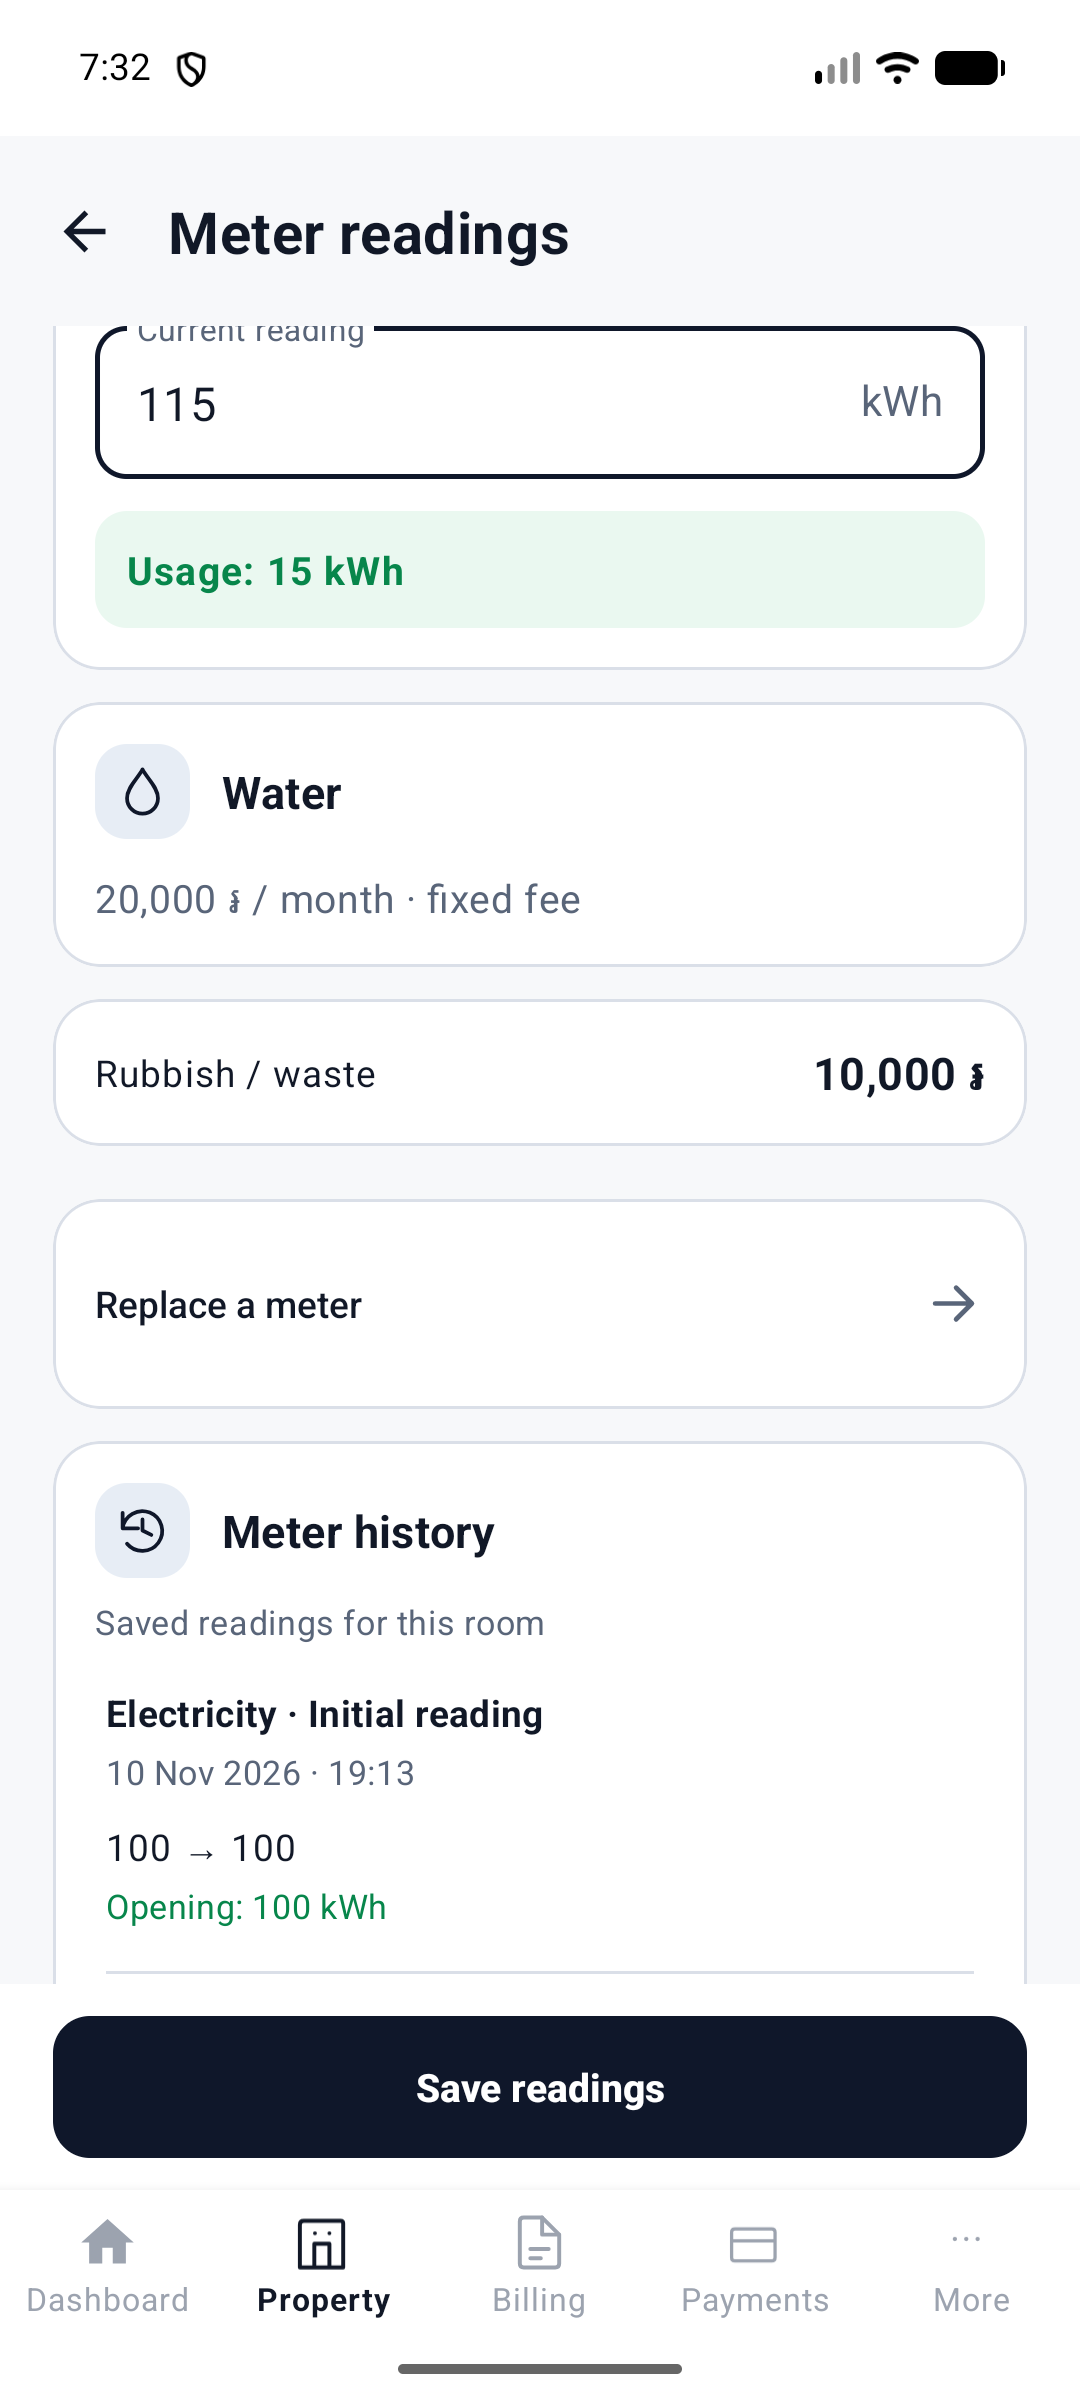 7:32
Meter readings
Current reading
115 kWh
Usage: 15 kWh
Water
20,000 ៛ / month · fixed fee
Rubbish / waste 10,000 ៛
Replace a meter
Meter history
Saved readings for this room
Electricity · Initial reading
10 Nov 2026 · 19:13
100 → 100
Opening: 100 kWh
Save readings
Dashboard Property Billing Payments More